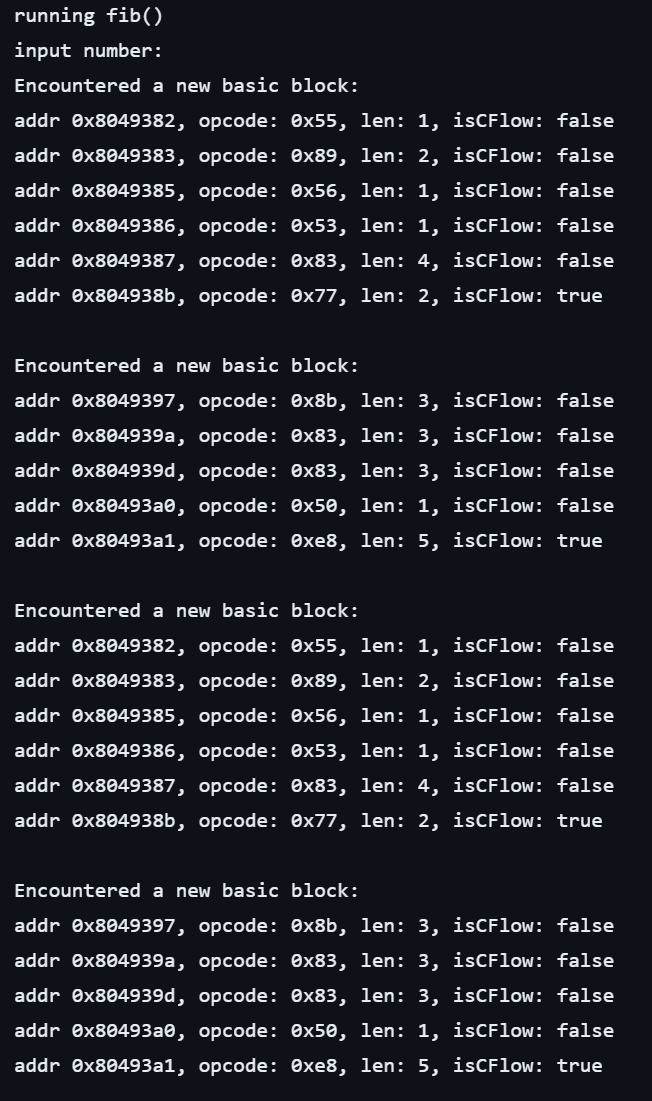 running fib()
input number:
Encountered a new basic block:
addr 0x8049382, opcode: 0x55, len: 1, isCFlow: false
addr 0x8049383, opcode: 0x89, len: 2, isCFlow: false
addr 0x8049385, opcode: 0x56, len: 1, isCFlow: false
addr 0x8049386, opcode: 0x53, len: 1, isCFlow: false
addr 0x8049387, opcode: 0x83, len: 4, isCFlow: false
addr 0x804938b, opcode: 0x77, len: 2, isCFlow: true
Encountered a new basic block:
addr 0x8049397, opcode: 0x8b, len: 3, isCFlow: false
addr 0x804939a, opcode: 0x83, len: 3, isCFlow: false
addr 0x804939d, opcode: 0x83, len: 3, isCFlow: false
addr 0x80493a0, opcode: 0x50, len: 1, isCFlow: false
addr 0x80493a1, opcode: 0xe8, len: 5, isCFlow: true
Encountered a new basic block:
addr 0x8049382, opcode: 0x55, len: 1, isCFlow: false
addr 0x8049383, opcode: 0x89, len: 2, isCFlow: false
addr 0x8049385, opcode: 0x56, len: 1, isCFlow: false
addr 0x8049386, opcode: 0x53, len: 1, isCFlow: false
addr 0x8049387, opcode: 0x83, len: 4, isCFlow: false
addr 0x804938b, opcode: 0x77, len: 2, isCFlow: true
Encountered a new basic block:
addr 0x8049397, opcode: 0x8b, len: 3, isCFlow: false
addr 0x804939a, opcode: 0x83, len: 3, isCFlow: false
addr 0x804939d, opcode: 0x83, len: 3, isCFlow: false
addr 0x80493a0, opcode: 0x50, len: 1, isCFlow: false
addr 0x80493a1, opcode: 0xe8, len: 5, isCFlow: true